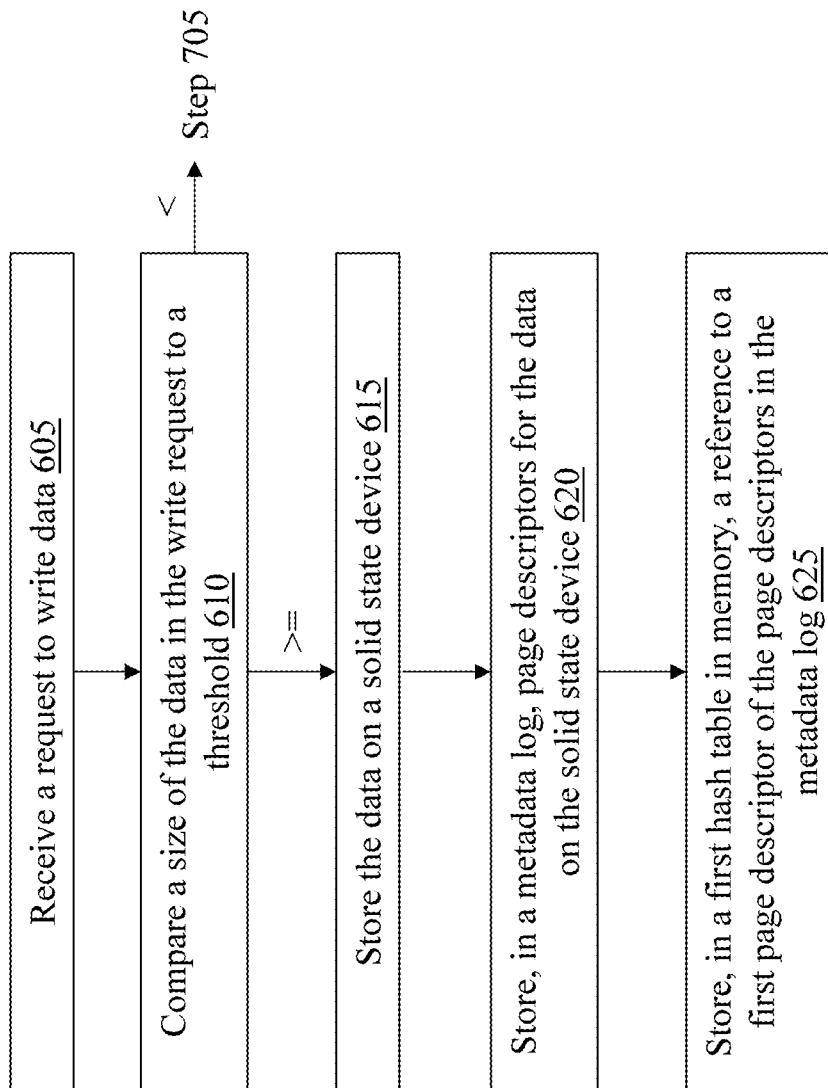 Receive a request to write data 605
Compare a size of the data in the write request to a
threshold 610
<
Step 705
>=
Store the data on a solid state device 615
Store, in a metadata log, page descriptors for the data
on the solid state device 620
Store, in a first hash table in memory, a reference to a
first page descriptor of the page descriptors in the
metadata log 625